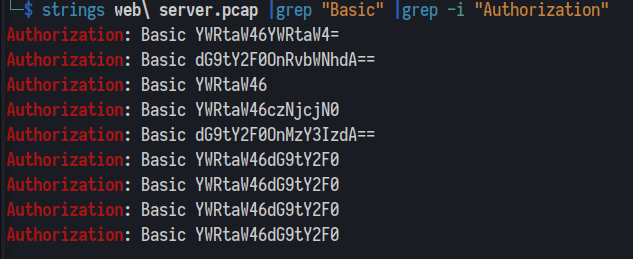 └─$ strings web\ server.pcap |grep "Basic" |grep -i "Authorization"
Authorization: Basic YWRtaW46YWRtaW4=
Authorization: Basic dG9tY2F0OnRvbWNhdA==
Authorization: Basic YWRtaW46
Authorization: Basic YWRtaW46czNjcjN0
Authorization: Basic dG9tY2F0OnMzY3IzdA==
Authorization: Basic YWRtaW46dG9tY2F0
Authorization: Basic YWRtaW46dG9tY2F0
Authorization: Basic YWRtaW46dG9tY2F0
Authorization: Basic YWRtaW46dG9tY2F0